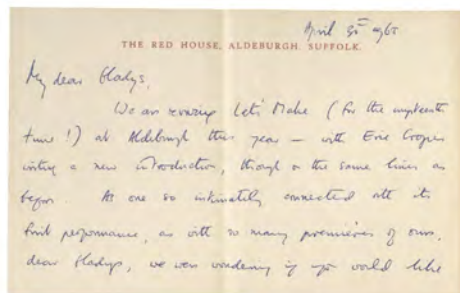 April 30th 1965
THE RED HOUSE, ALDEBURGH, SUFFOLK.
My dear Gladys,
We are reviving Let's Make (for the umpteenth
time!) at Aldeburgh this year — with Eric Crozier
writing a new introduction, though on the same lines as
before. As one so intimately connected with its
first performance, as with so many premières of ours,
dear Gladys, we were wondering if you would like